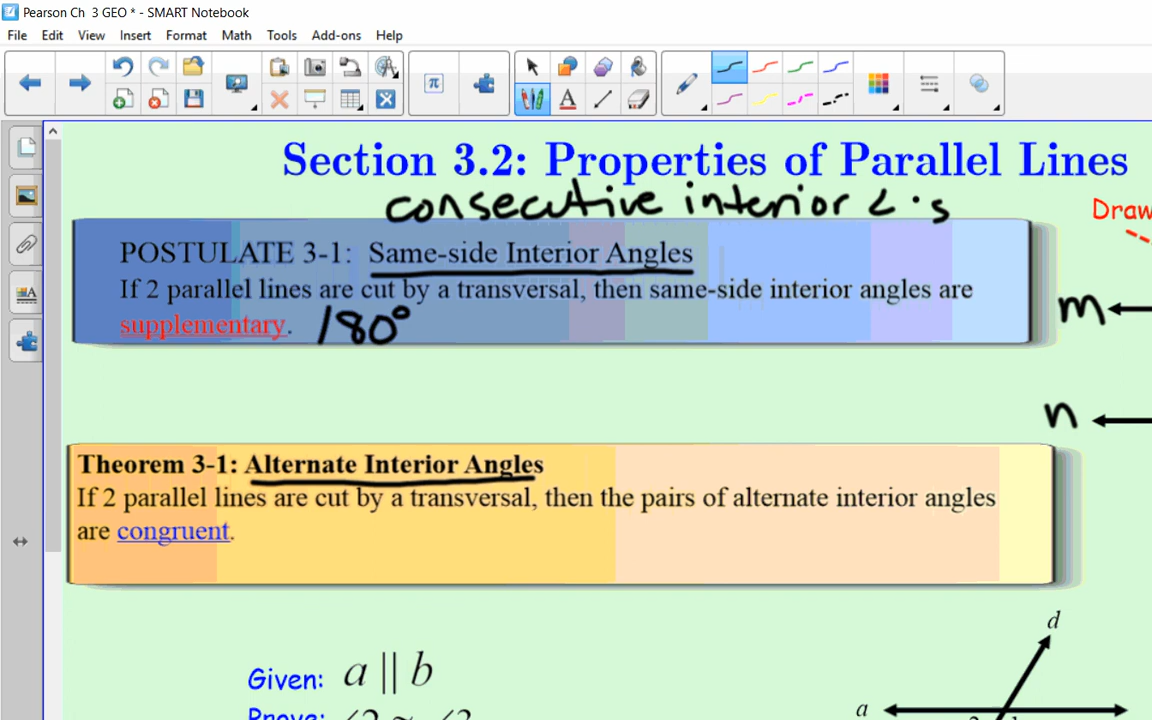 Pearson Ch 3 GEO * - SMART Notebook
File Edit View Insert Format Math Tools Add-ons Help
Section 3.2: Properties of Parallel Lines
consecutive interior ∠'s
Draw
POSTULATE 3-1: Same-side Interior Angles
If 2 parallel lines are cut by a transversal, then same-side interior angles are
supplementary. 180°
m
n
Theorem 3-1: Alternate Interior Angles
If 2 parallel lines are cut by a transversal, then the pairs of alternate interior angles
are congruent.
d
Given: a || b
a
Prove: